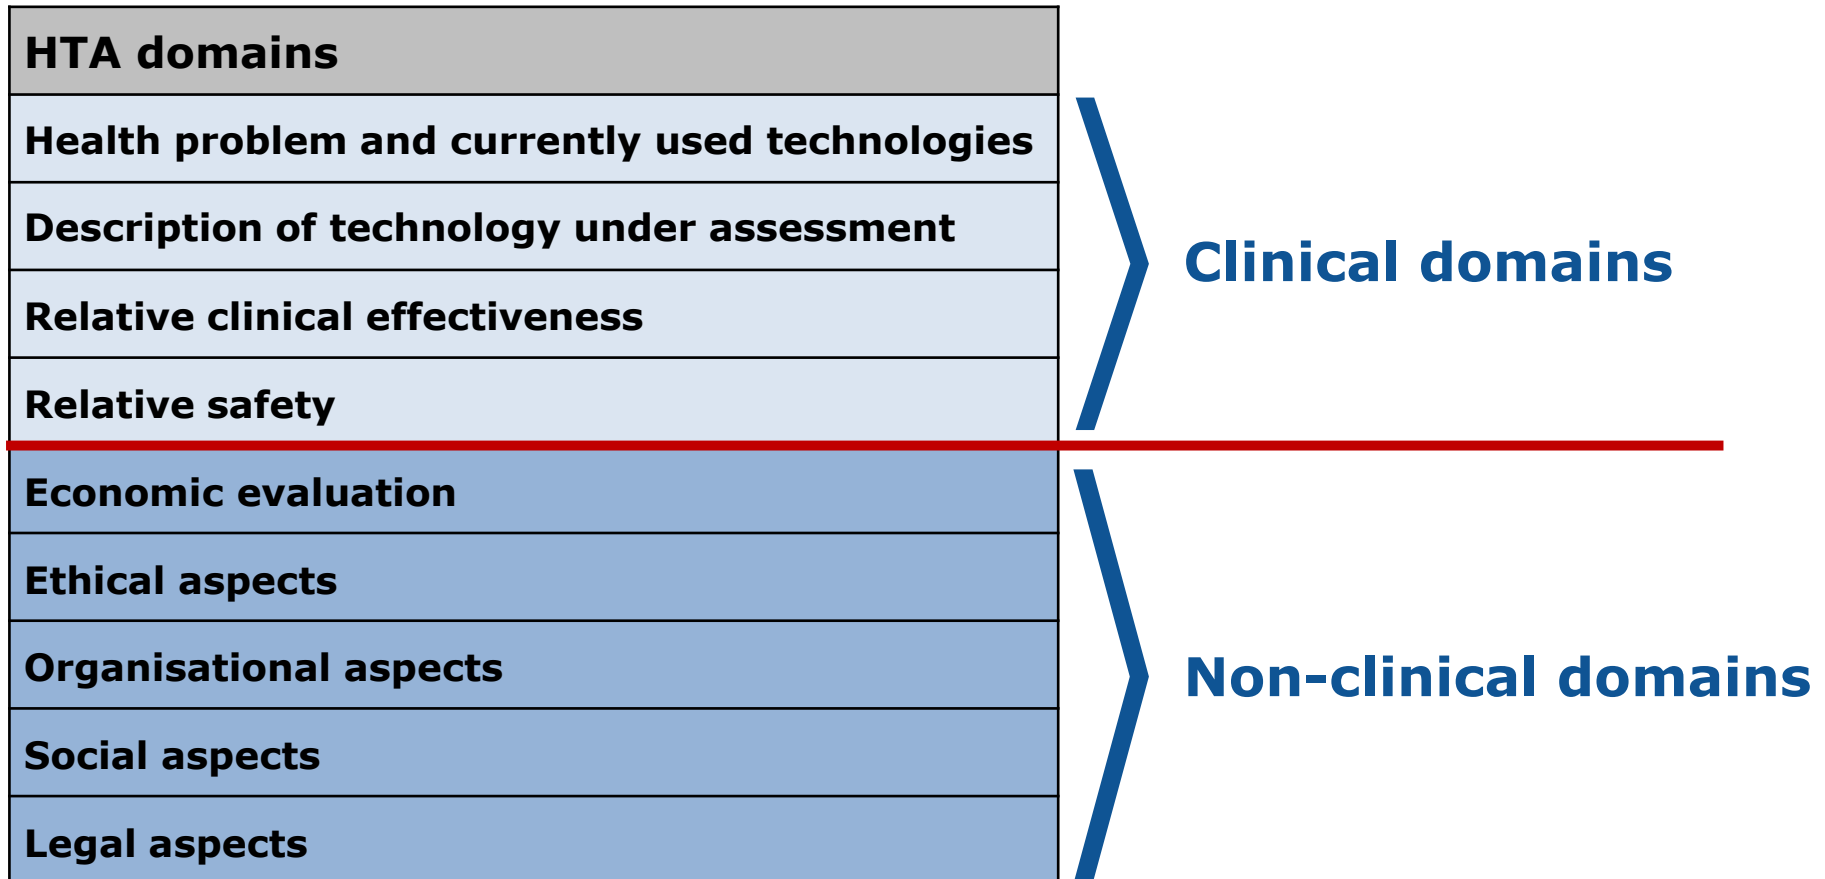 HTA domains
Health problem and currently used technologies
Description of technology under assessment
Relative clinical effectiveness
Relative safety
Clinical domains
Economic evaluation
Ethical aspects
Organisational aspects
Social aspects
Legal aspects
Non-clinical domains